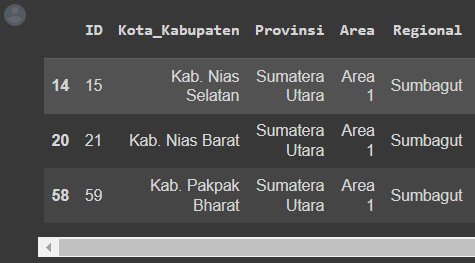 ID Kota_Kabupaten Provinsi Area Regional
14 15 Kab. Nias Selatan Sumatera Utara Area 1 Sumbagut
20 21 Kab. Nias Barat Sumatera Utara Area 1 Sumbagut
58 59 Kab. Pakpak Bharat Sumatera Utara Area 1 Sumbagut